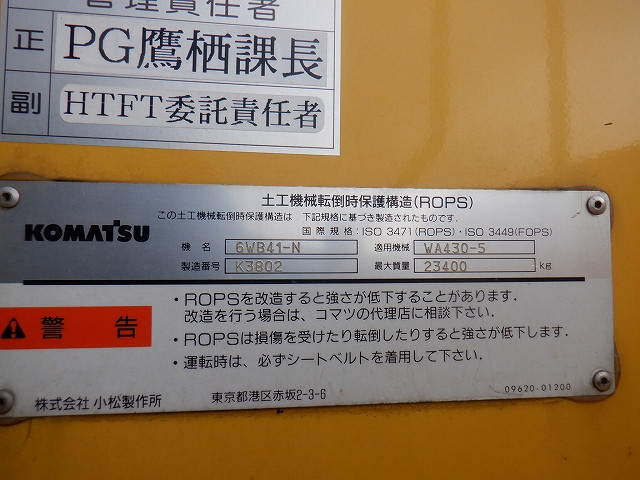 管理責任者
正 PG鷹栖課長
副 HTFT委託責任者
土工機械転倒時保護構造(ROPS)
この土工機械転倒時保護構造は 下記規格に基づき製造されたものです.
国際規格:ISO 3471(ROPS)・ISO 3449(FOPS)
KOMATSU
機名 6WB41-N 適用機械 WA430-5
製造番号 K3802 最大質量 23400 kg
警告
・ROPSを改造すると強さが低下することがあります.
改造を行う場合は、コマツの代理店に相談下さい.
・ROPSは損傷を受けたり転倒したりすると強さが低下します.
・運転時は、必ずシートベルトを着用して下さい.
株式会社 小松製作所 東京都港区赤坂2-3-6
09620-01200